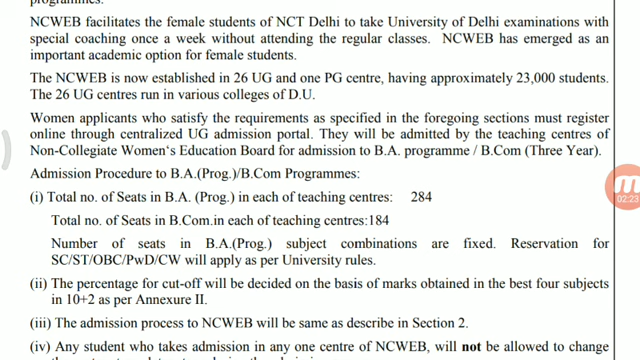 programmes.
NCWEB facilitates the female students of NCT Delhi to take University of Delhi examinations with
special coaching once a week without attending the regular classes. NCWEB has emerged as an
important academic option for female students.
The NCWEB is now established in 26 UG and one PG centre, having approximately 23,000 students.
The 26 UG centres run in various colleges of D.U.
Women applicants who satisfy the requirements as specified in the foregoing sections must register
online through centralized UG admission portal. They will be admitted by the teaching centres of
Non-Collegiate Women's Education Board for admission to B.A. programme / B.Com (Three Year).
Admission Procedure to B.A.(Prog.)/B.Com Programmes:
(i) Total no. of Seats in B.A. (Prog.) in each of teaching centres: 284
Total no. of Seats in B.Com.in each of teaching centres:184
Number of seats in B.A.(Prog.) subject combinations are fixed. Reservation for
SC/ST/OBC/PwD/CW will apply as per University rules.
(ii) The percentage for cut-off will be decided on the basis of marks obtained in the best four subjects
in 10+2 as per Annexure II.
(iii) The admission process to NCWEB will be same as describe in Section 2.
(iv) Any student who takes admission in any one centre of NCWEB, will not be allowed to change
02:23